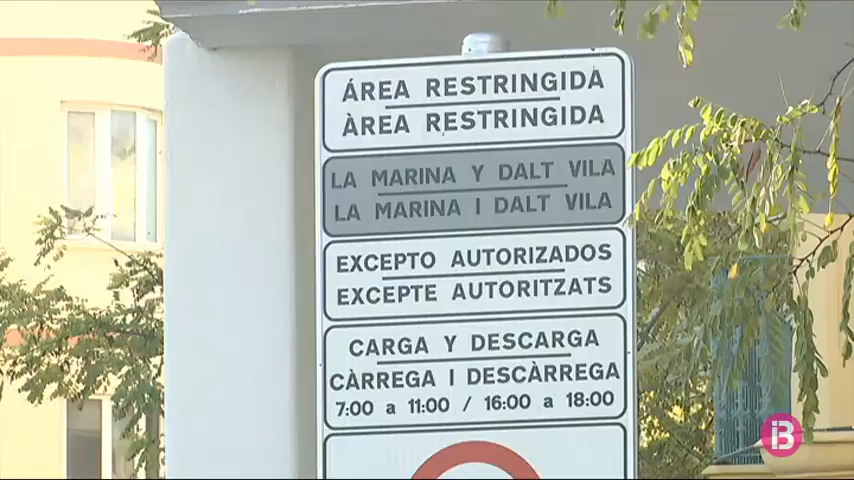 ÁREA RESTRINGIDA
ÀREA RESTRINGIDA
LA MARINA Y DALT VILA
LA MARINA I DALT VILA
EXCEPTO AUTORIZADOS
EXCEPTE AUTORITZATS
CARGA Y DESCARGA
CÀRREGA I DESCÀRREGA
7:00 a 11:00 / 16:00 a 18:00
IB